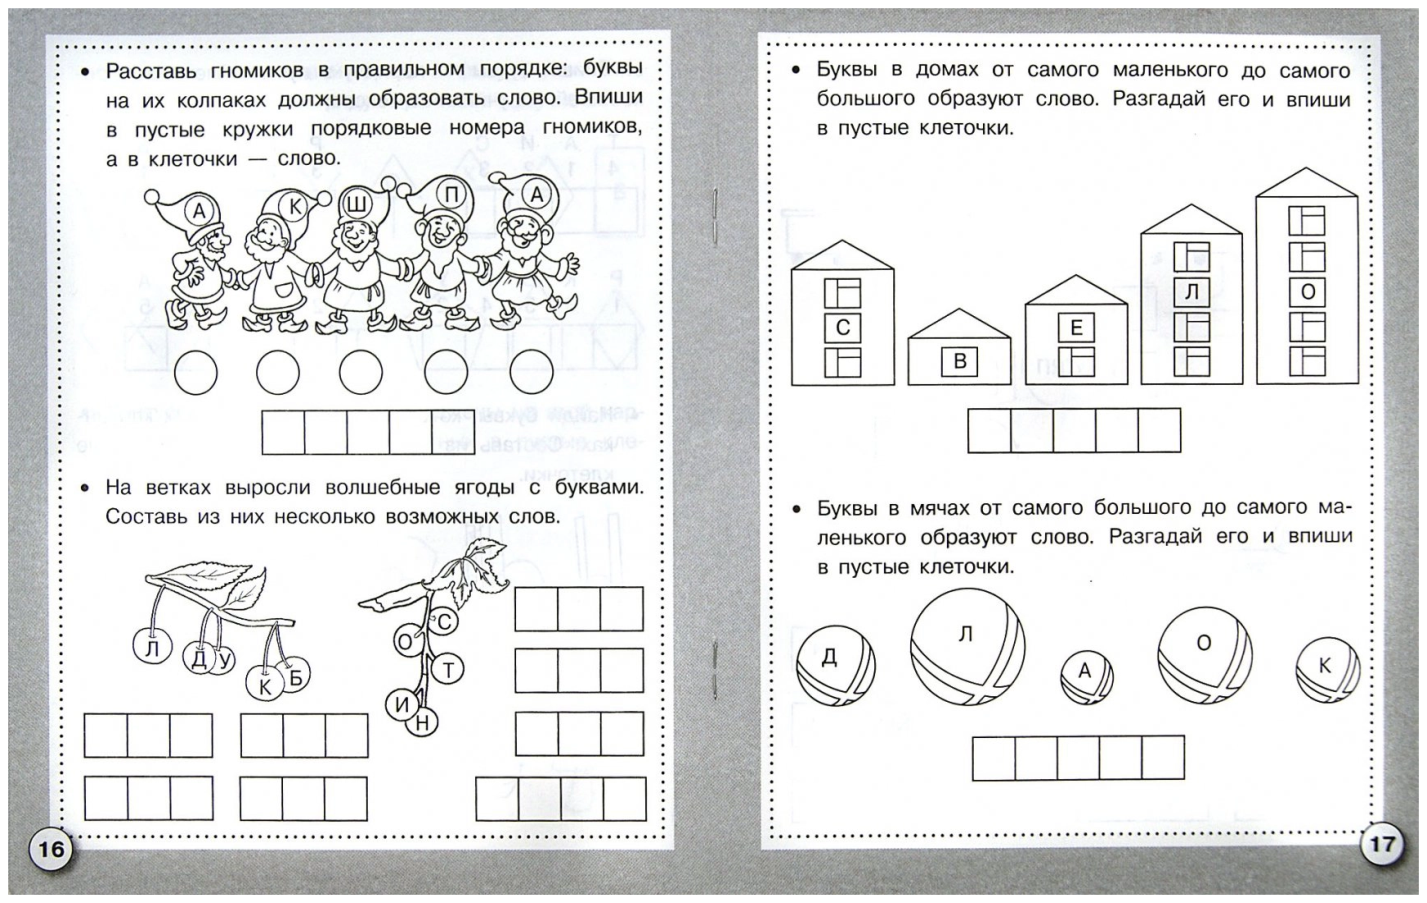 • Расставь гномиков в правильном порядке: буквы
на их колпаках должны образовать слово. Впиши
в пустые кружки порядковые номера гномиков,
а в клеточки — слово.
А К Ш П А
• На ветках выросли волшебные ягоды с буквами.
Составь из них несколько возможных слов.
Л Д У К Б
С
О
Т
И
Н
16
• Буквы в домах от самого маленького до самого
большого образуют слово. Разгадай его и впиши
в пустые клеточки.
С В Е Л О
• Буквы в мячах от самого большого до самого ма-
ленького образуют слово. Разгадай его и впиши
в пустые клеточки.
Д Л А О К
17